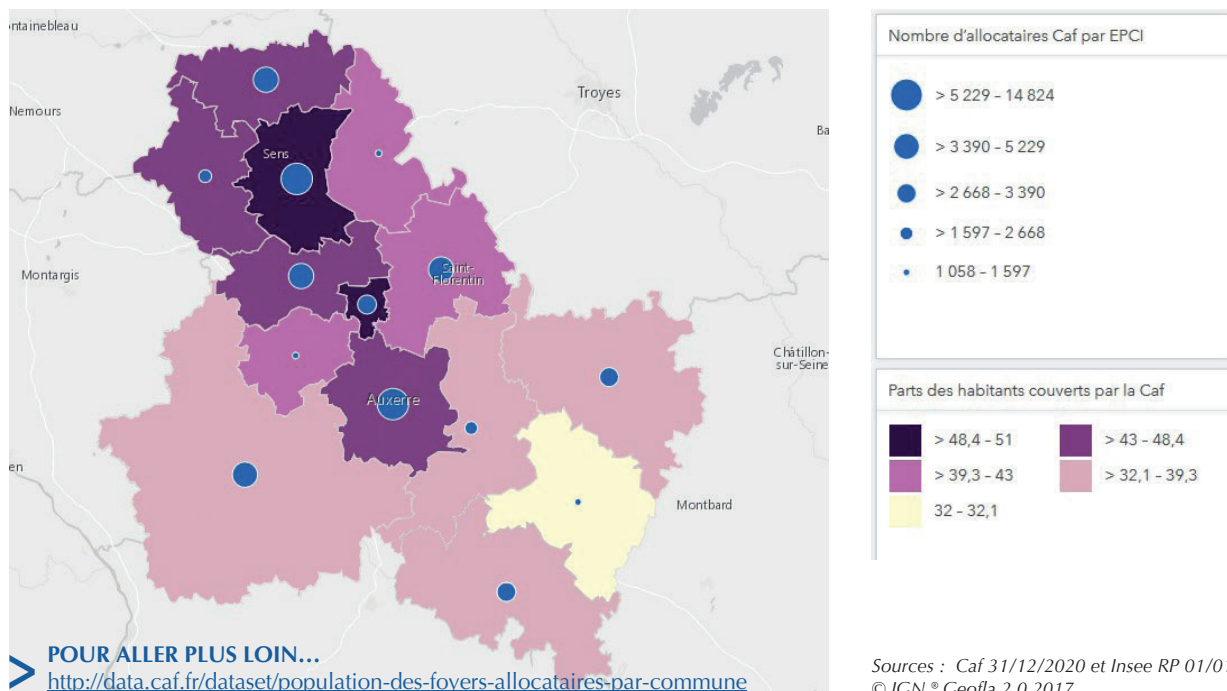 ontainebleau
Nemours
Troyes
Ba
Sens
Montargis
Saint-
Florentin
Châtillon-
sur-Seine
Auxerre
en
Montbard
> POUR ALLER PLUS LOIN...
http://data.caf.fr/dataset/population-des-foyers-allocataires-par-commune
Nombre d'allocataires Caf par EPCI
> 5 229 – 14 824
> 3 390 – 5 229
> 2 668 – 3 390
> 1 597 – 2 668
1 058 – 1 597
Parts des habitants couverts par la Caf
> 48,4 – 51
> 43 – 48,4
> 39,3 – 43
> 32,1 – 39,3
32 – 32,1
Sources : Caf 31/12/2020 et Insee RP 01/01
© IGN ® Geofla 2.0 2017